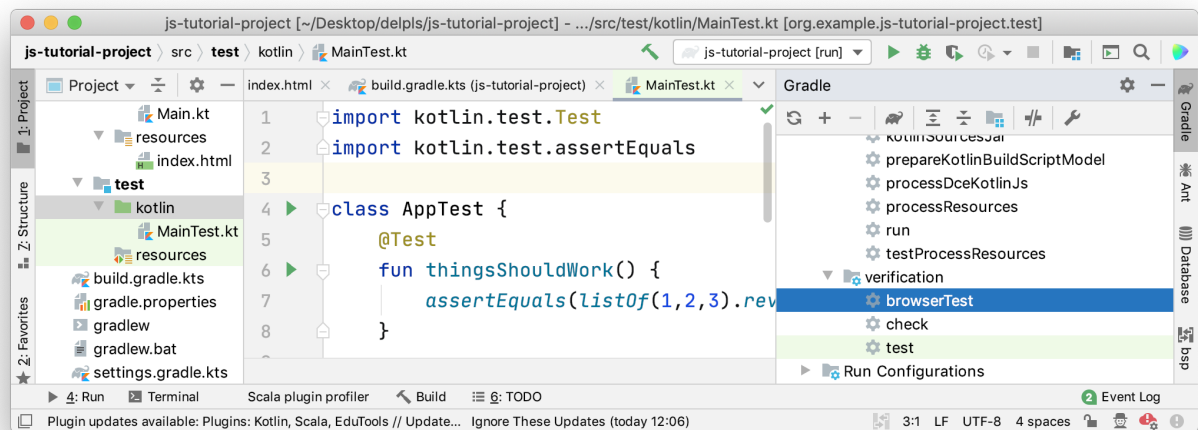 js-tutorial-project [~/Desktop/delpls/js-tutorial-project] - .../src/test/kotlin/MainTest.kt [org.example.js-tutorial-project.test]
js-tutorial-project src test kotlin MainTest.kt js-tutorial-project [run]
1: Project
Z: Structure
2: Favorites
Project
Main.kt
resources
index.html
test
kotlin
MainTest.kt
resources
build.gradle.kts
gradle.properties
gradlew
gradlew.bat
settings.gradle.kts
index.html build.gradle.kts (js-tutorial-project) MainTest.kt
1 import kotlin.test.Test
2 import kotlin.test.assertEquals
3
4 class AppTest {
5 @Test
6 fun thingsShouldWork() {
7 assertEquals(listOf(1,2,3).rev
8 }
Gradle
kotlinSourcesJar
prepareKotlinBuildScriptModel
processDceKotlinJs
processResources
run
testProcessResources
verification
browserTest
check
test
Run Configurations
Gradle
Ant
Database
bsp
4: Run Terminal Scala plugin profiler Build 6: TODO 2 Event Log
Plugin updates available: Plugins: Kotlin, Scala, EduTools // Update... Ignore These Updates (today 12:06) 3:1 LF UTF-8 4 spaces